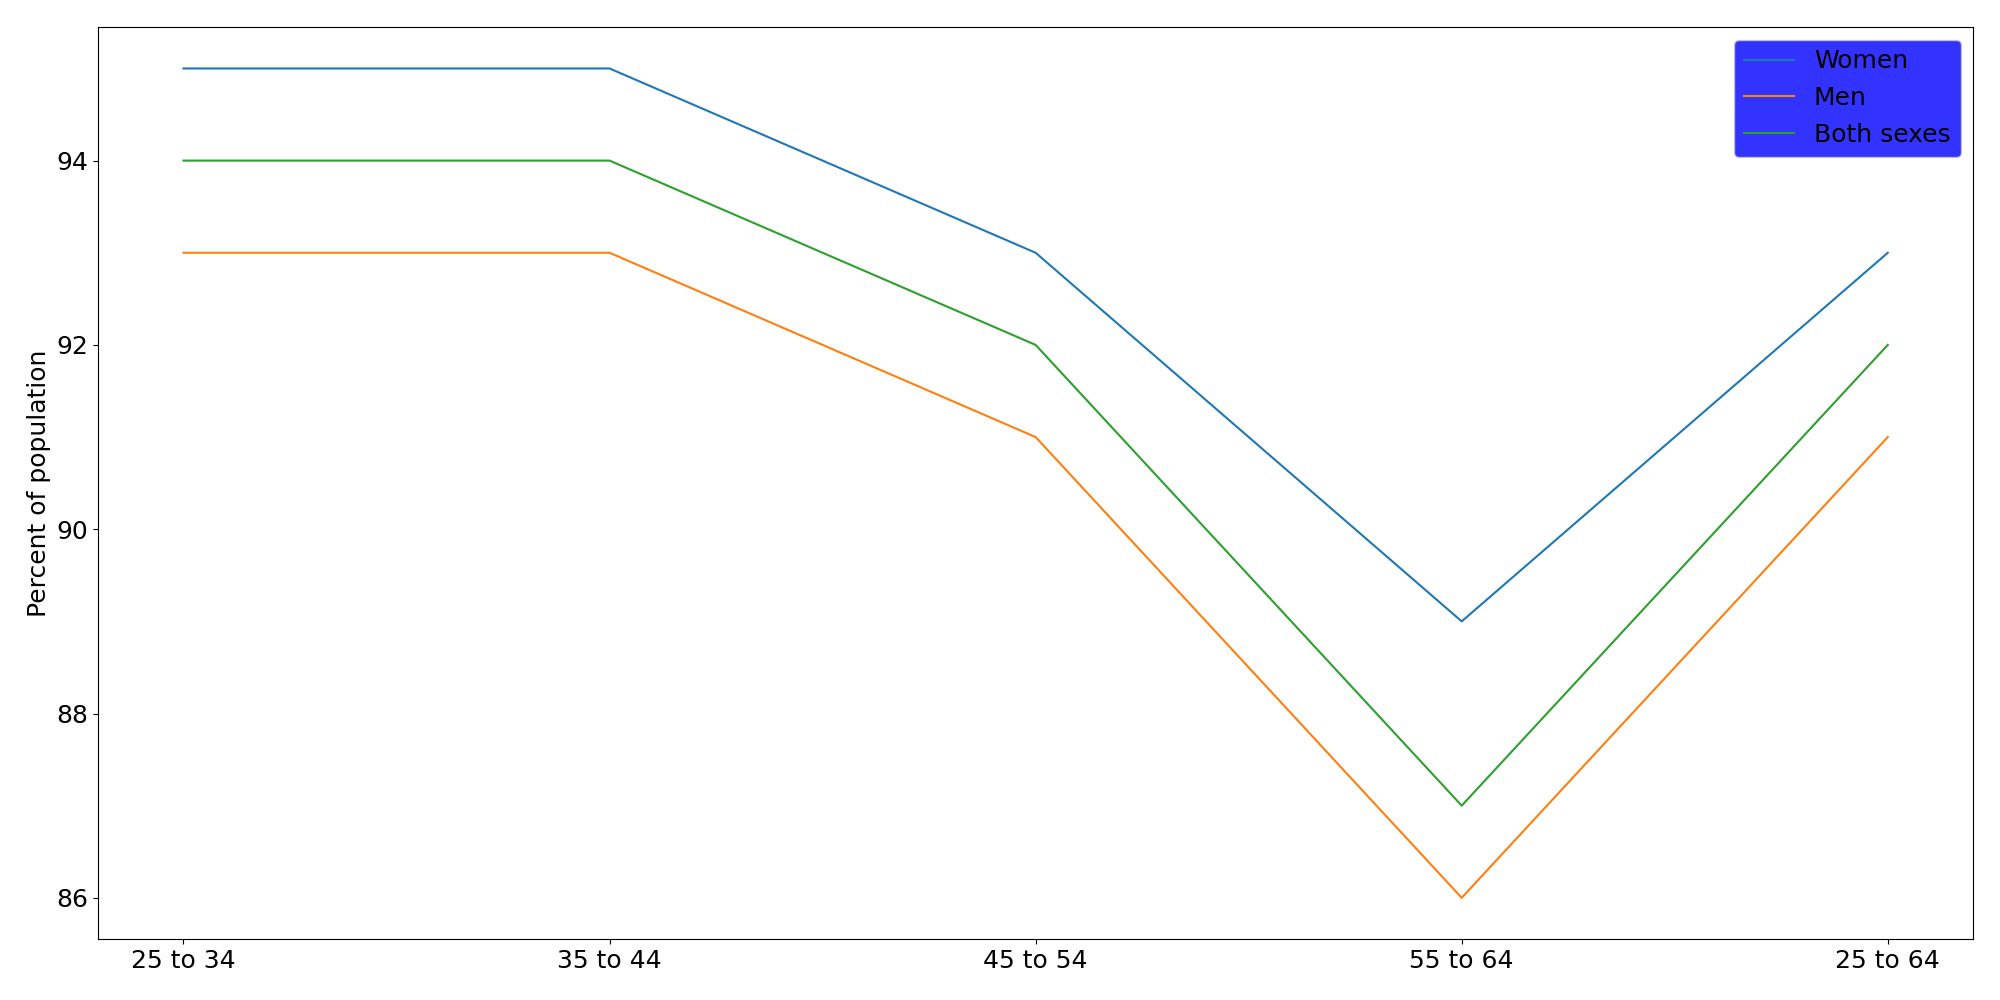 Women
Men
Both sexes
94
92
90
88
86
Percent of population
25 to 34
35 to 44
45 to 54
55 to 64
25 to 64